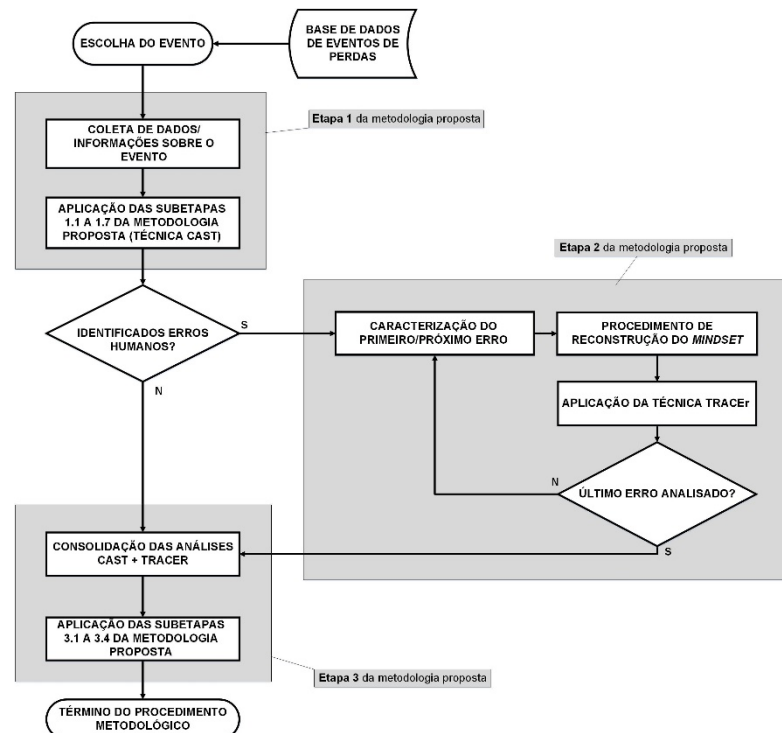 ESCOLHA DO EVENTO
BASE DE DADOS
DE EVENTOS DE
PERDAS
Etapa 1 da metodologia proposta
COLETA DE DADOS/
INFORMAÇÕES SOBRE O
EVENTO
APLICAÇÃO DAS SUBETAPAS
1.1 A 1.7 DA METODOLOGIA
PROPOSTA (TÉCNICA CAST)
Etapa 2 da metodologia proposta
IDENTIFICADOS ERROS
HUMANOS?
S
N
CARACTERIZAÇÃO DO
PRIMEIRO/PRÓXIMO ERRO
PROCEDIMENTO DE
RECONSTRUÇÃO DO MINDSET
APLICAÇÃO DA TÉCNICA TRACEr
ÚLTIMO ERRO ANALISADO?
N
S
CONSOLIDAÇÃO DAS ANÁLISES
CAST + TRACER
APLICAÇÃO DAS SUBETAPAS
3.1 A 3.4 DA METODOLOGIA
PROPOSTA
Etapa 3 da metodologia proposta
TÉRMINO DO PROCEDIMENTO
METODOLÓGICO